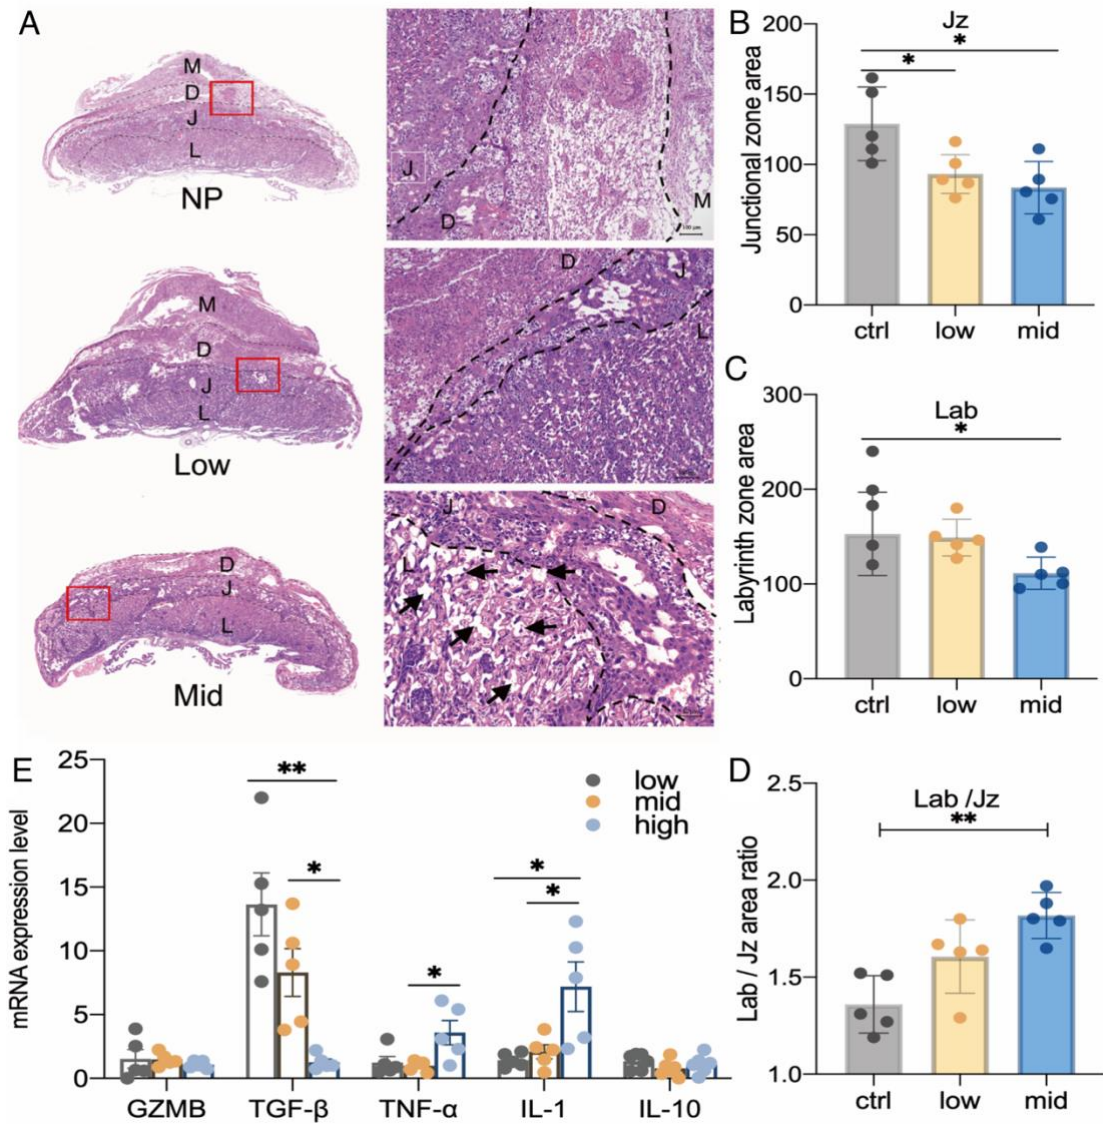 A
M
D
J
L
NP
J
D
M
100 μm
M
D
J
L
Low
D
J
L
D
J
L
Mid
J
D
L
B
Jz
*
*
Junctional zone area
200
150
100
50
0
ctrl low mid
C
Lab
*
Labyrinth zone area
300
200
100
0
ctrl low mid
E
mRNA expression level
25
20
15
10
5
0
**
*
*
*
*
low
mid
high
GZMB TGF-β TNF-α IL-1 IL-10
D
Lab /Jz
**
Lab / Jz area ratio
2.5
2.0
1.5
1.0
ctrl low mid